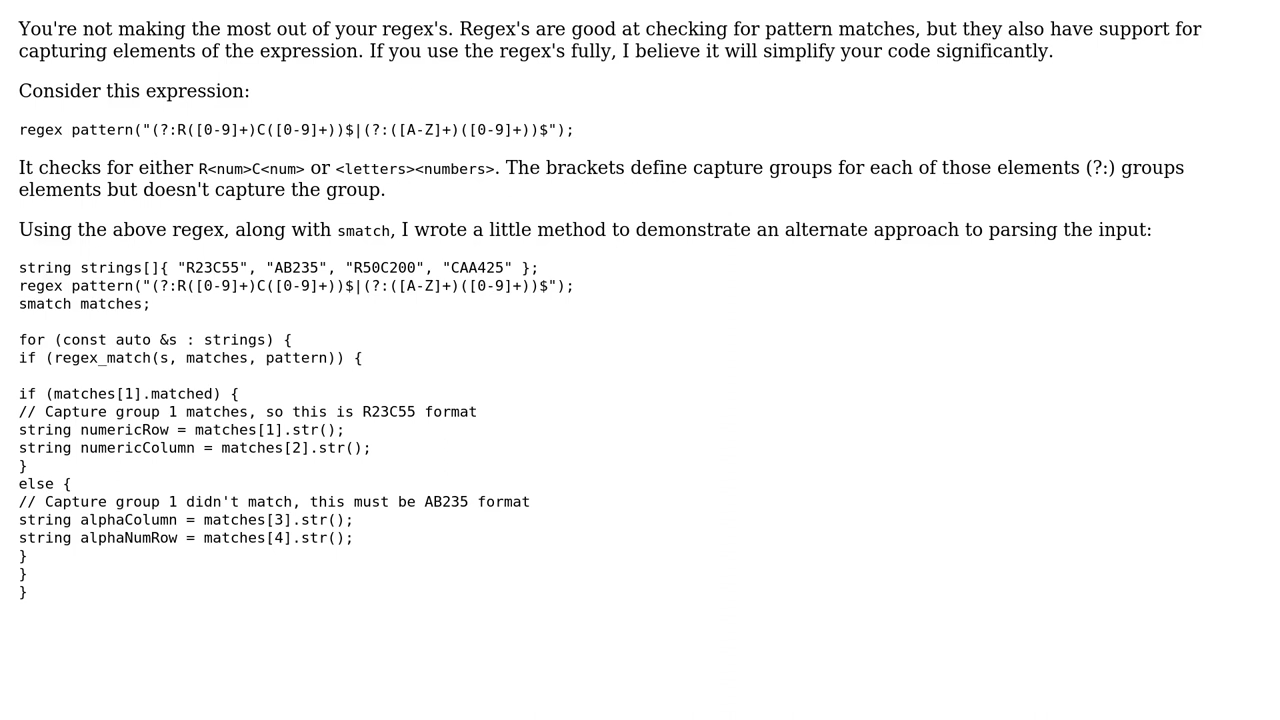 You're not making the most out of your regex's. Regex's are good at checking for pattern matches, but they also have support for
capturing elements of the expression. If you use the regex's fully, I believe it will simplify your code significantly.
Consider this expression:
regex pattern("(?:R([0-9]+)C([0-9]+))$|(?:([A-Z]+)([0-9]+))$");
It checks for either R<num>C<num> or <letters><numbers>. The brackets define capture groups for each of those elements (?:) groups
elements but doesn't capture the group.
Using the above regex, along with smatch, I wrote a little method to demonstrate an alternate approach to parsing the input:
string strings[]{ "R23C55", "AB235", "R50C200", "CAA425" };
regex pattern("(?:R([0-9]+)C([0-9]+))$|(?:([A-Z]+)([0-9]+))$");
smatch matches;
for (const auto &s : strings) {
if (regex_match(s, matches, pattern)) {
if (matches[1].matched) {
// Capture group 1 matches, so this is R23C55 format
string numericRow = matches[1].str();
string numericColumn = matches[2].str();
}
else {
// Capture group 1 didn't match, this must be AB235 format
string alphaColumn = matches[3].str();
string alphaNumRow = matches[4].str();
}
}
}